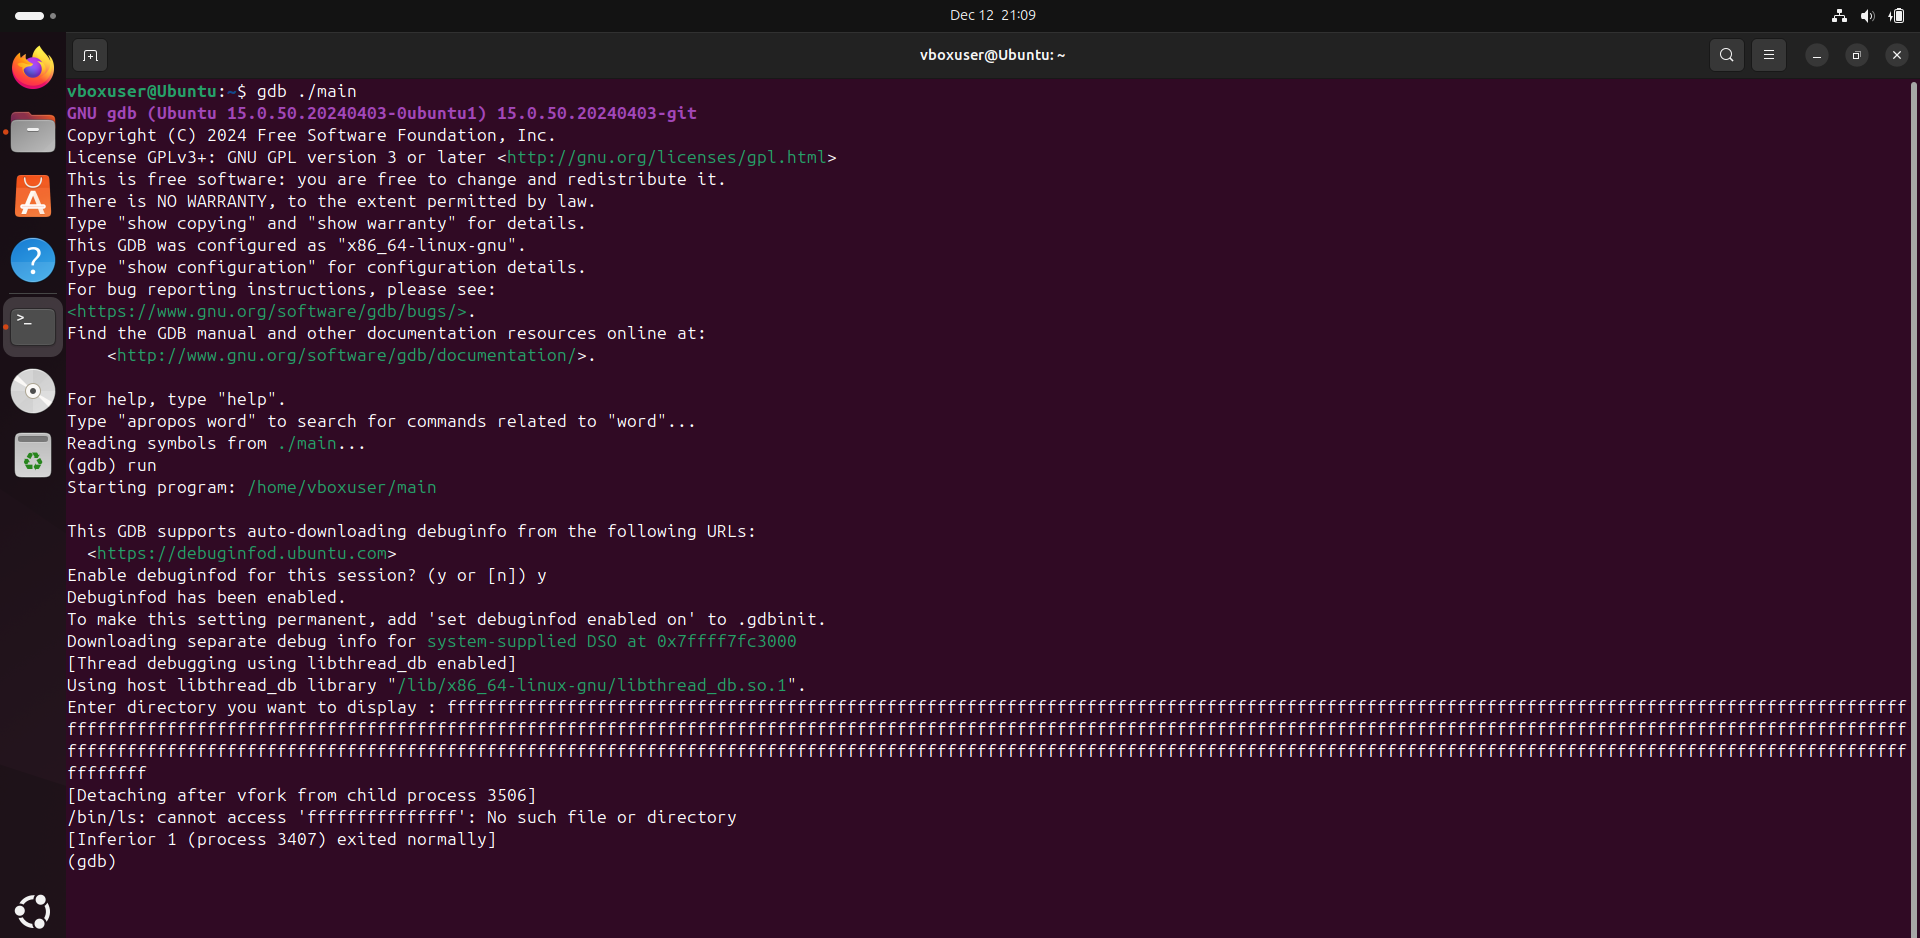 Dec 12 21:09
vboxuser@Ubuntu: ~
vboxuser@Ubuntu:~$ gdb ./main
GNU gdb (Ubuntu 15.0.50.20240403-0ubuntu1) 15.0.50.20240403-git
Copyright (C) 2024 Free Software Foundation, Inc.
License GPLv3+: GNU GPL version 3 or later <http://gnu.org/licenses/gpl.html>
This is free software: you are free to change and redistribute it.
There is NO WARRANTY, to the extent permitted by law.
Type "show copying" and "show warranty" for details.
This GDB was configured as "x86_64-linux-gnu".
Type "show configuration" for configuration details.
For bug reporting instructions, please see:
<https://www.gnu.org/software/gdb/bugs/>.
Find the GDB manual and other documentation resources online at:
<http://www.gnu.org/software/gdb/documentation/>.
For help, type "help".
Type "apropos word" to search for commands related to "word"...
Reading symbols from ./main...
(gdb) run
Starting program: /home/vboxuser/main
This GDB supports auto-downloading debuginfo from the following URLs:
<https://debuginfod.ubuntu.com>
Enable debuginfod for this session? (y or [n]) y
Debuginfod has been enabled.
To make this setting permanent, add 'set debuginfod enabled on' to .gdbinit.
Downloading separate debug info for system-supplied DSO at 0x7ffff7fc3000
[Thread debugging using libthread_db enabled]
Using host libthread_db library "/lib/x86_64-linux-gnu/libthread_db.so.1".
Enter directory you want to display : ffffffffffffffffffffffffffffffffffffffffffffffffffffffffffffffffffffffffffffffffffffffffffffffffffffffffffffffffffffffffffffffffffffffffffffffffff
ffffffffffffffffffffffffffffffffffffffffffffffffffffffffffffffffffffffffffffffffffffffffffffffffffffffffffffffffffffffffffffffffffffffffffffffffffffffffffffffffffffffffffffffffffffffffffff
ffffffffffffffffffffffffffffffffffffffffffffffffffffffffffffffffffffffffffffffffffffffffffffffffffffffffffffffffffffffffffffffffffffffffffffffffffffffffffffffffffffffffffffffffffffffffffff
ffffffff
[Detaching after vfork from child process 3506]
/bin/ls: cannot access 'fffffffffffffff': No such file or directory
[Inferior 1 (process 3407) exited normally]
(gdb)